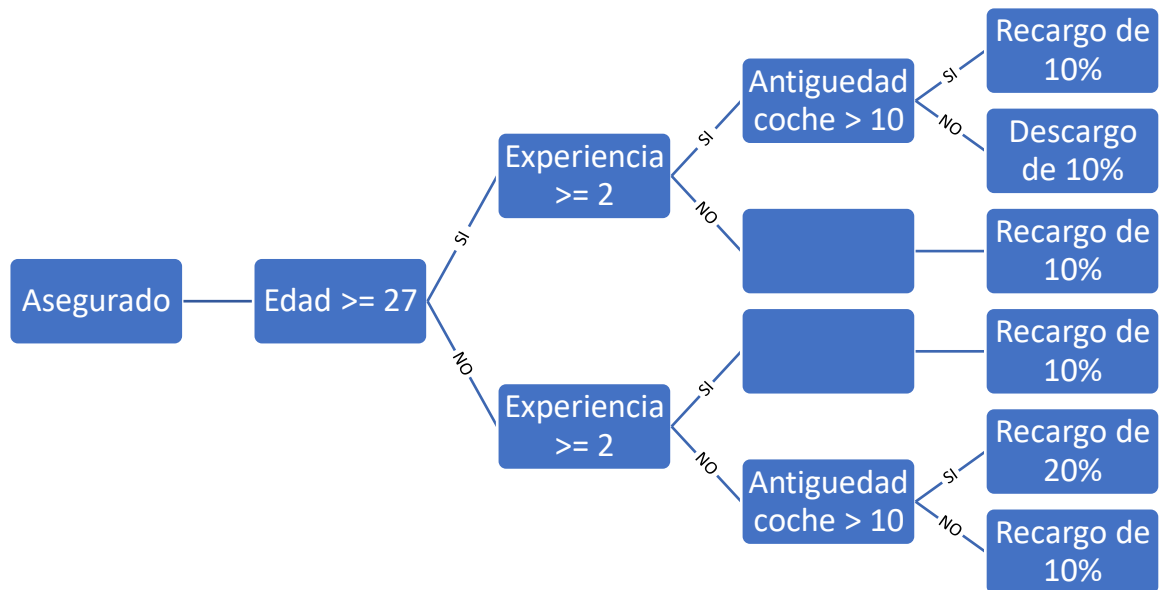 Asegurado
Edad >= 27
SI
NO
Experiencia
>= 2
SI
NO
Experiencia
>= 2
SI
NO
Antiguedad
coche > 10
SI
NO
Antiguedad
coche > 10
SI
NO
Recargo de
10%
Descargo
de 10%
Recargo de
10%
Recargo de
10%
Recargo de
20%
Recargo de
10%